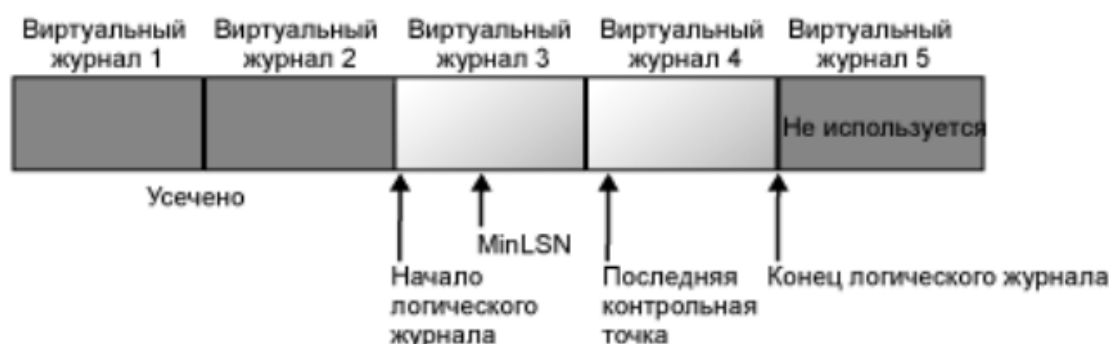 Виртуальный журнал 1
Виртуальный журнал 2
Виртуальный журнал 3
Виртуальный журнал 4
Виртуальный журнал 5
Не используется
Усечено
MinLSN
Начало
логического
журнала
Последняя
контрольная
точка
Конец логического журнала